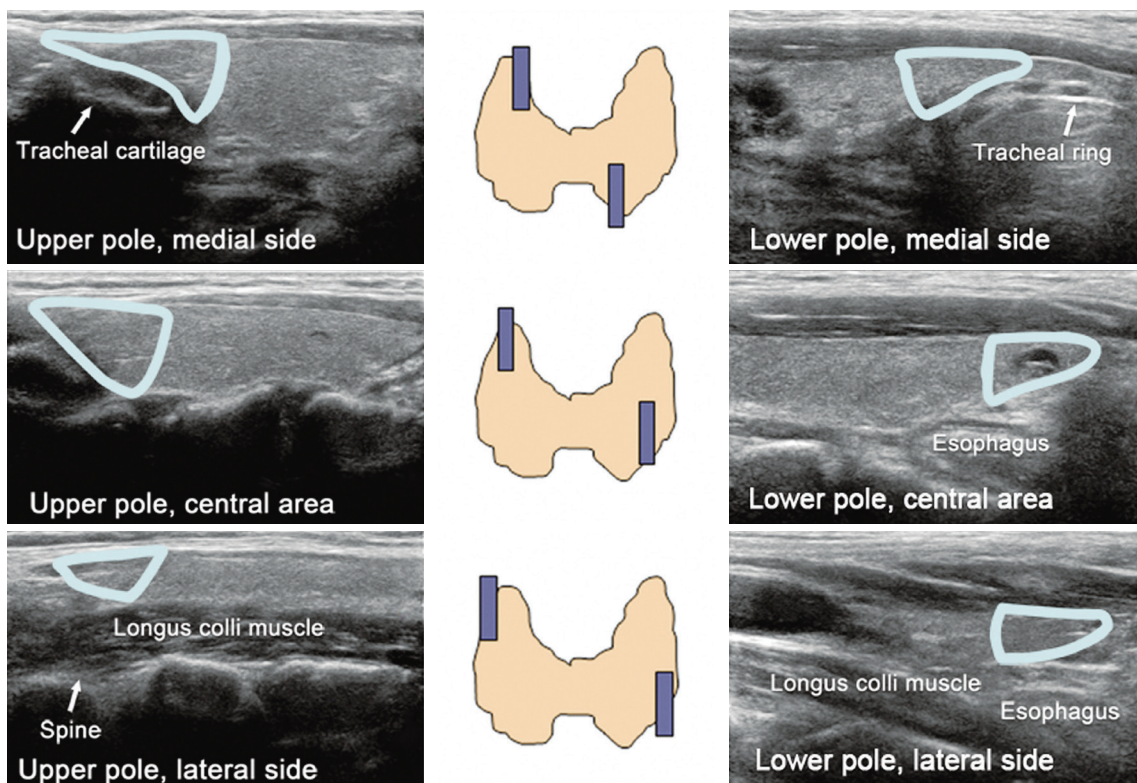 Tracheal cartilage
Upper pole, medial side
Tracheal ring
Lower pole, medial side
Upper pole, central area
Esophagus
Lower pole, central area
Longus colli muscle
Spine
Upper pole, lateral side
Longus colli muscle
Esophagus
Lower pole, lateral side